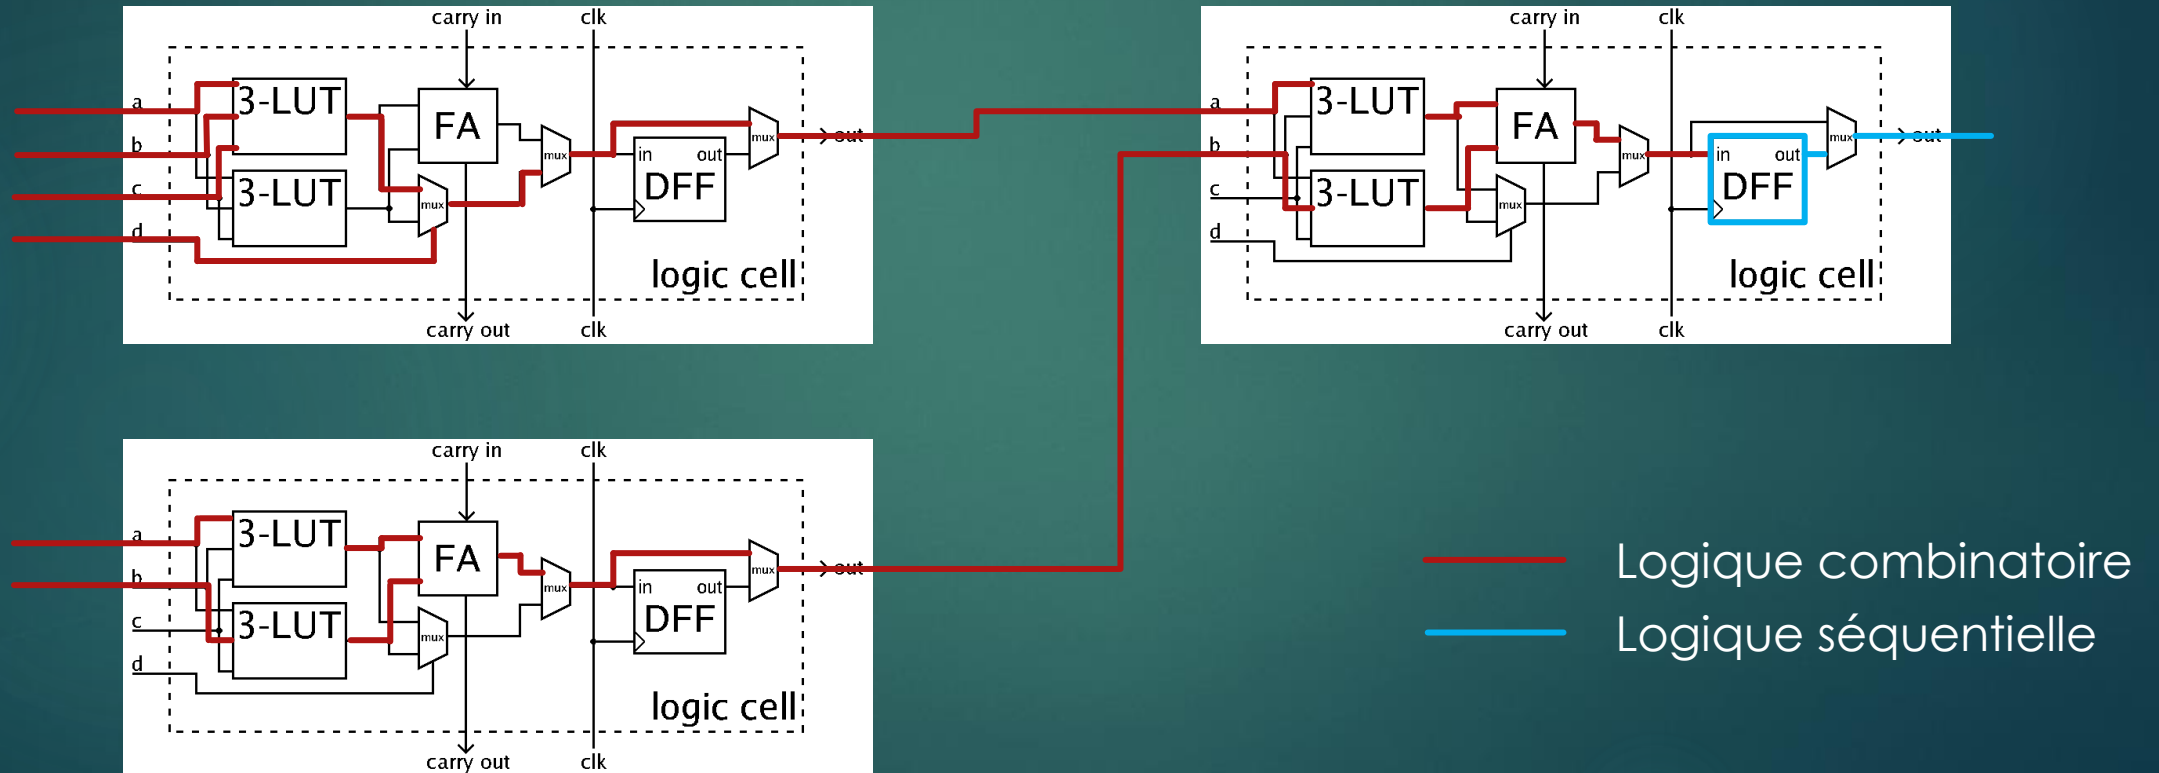 carry in clk
a 3-LUT FA mux in out DFF mux out
b
c 3-LUT mux
d
logic cell
carry out clk
carry in clk
a 3-LUT FA mux in out DFF mux out
b
c 3-LUT mux
d
logic cell
carry out clk
carry in clk
a 3-LUT FA mux in out DFF mux out
b
c 3-LUT mux
d
logic cell
carry out clk
Logique combinatoire
Logique séquentielle